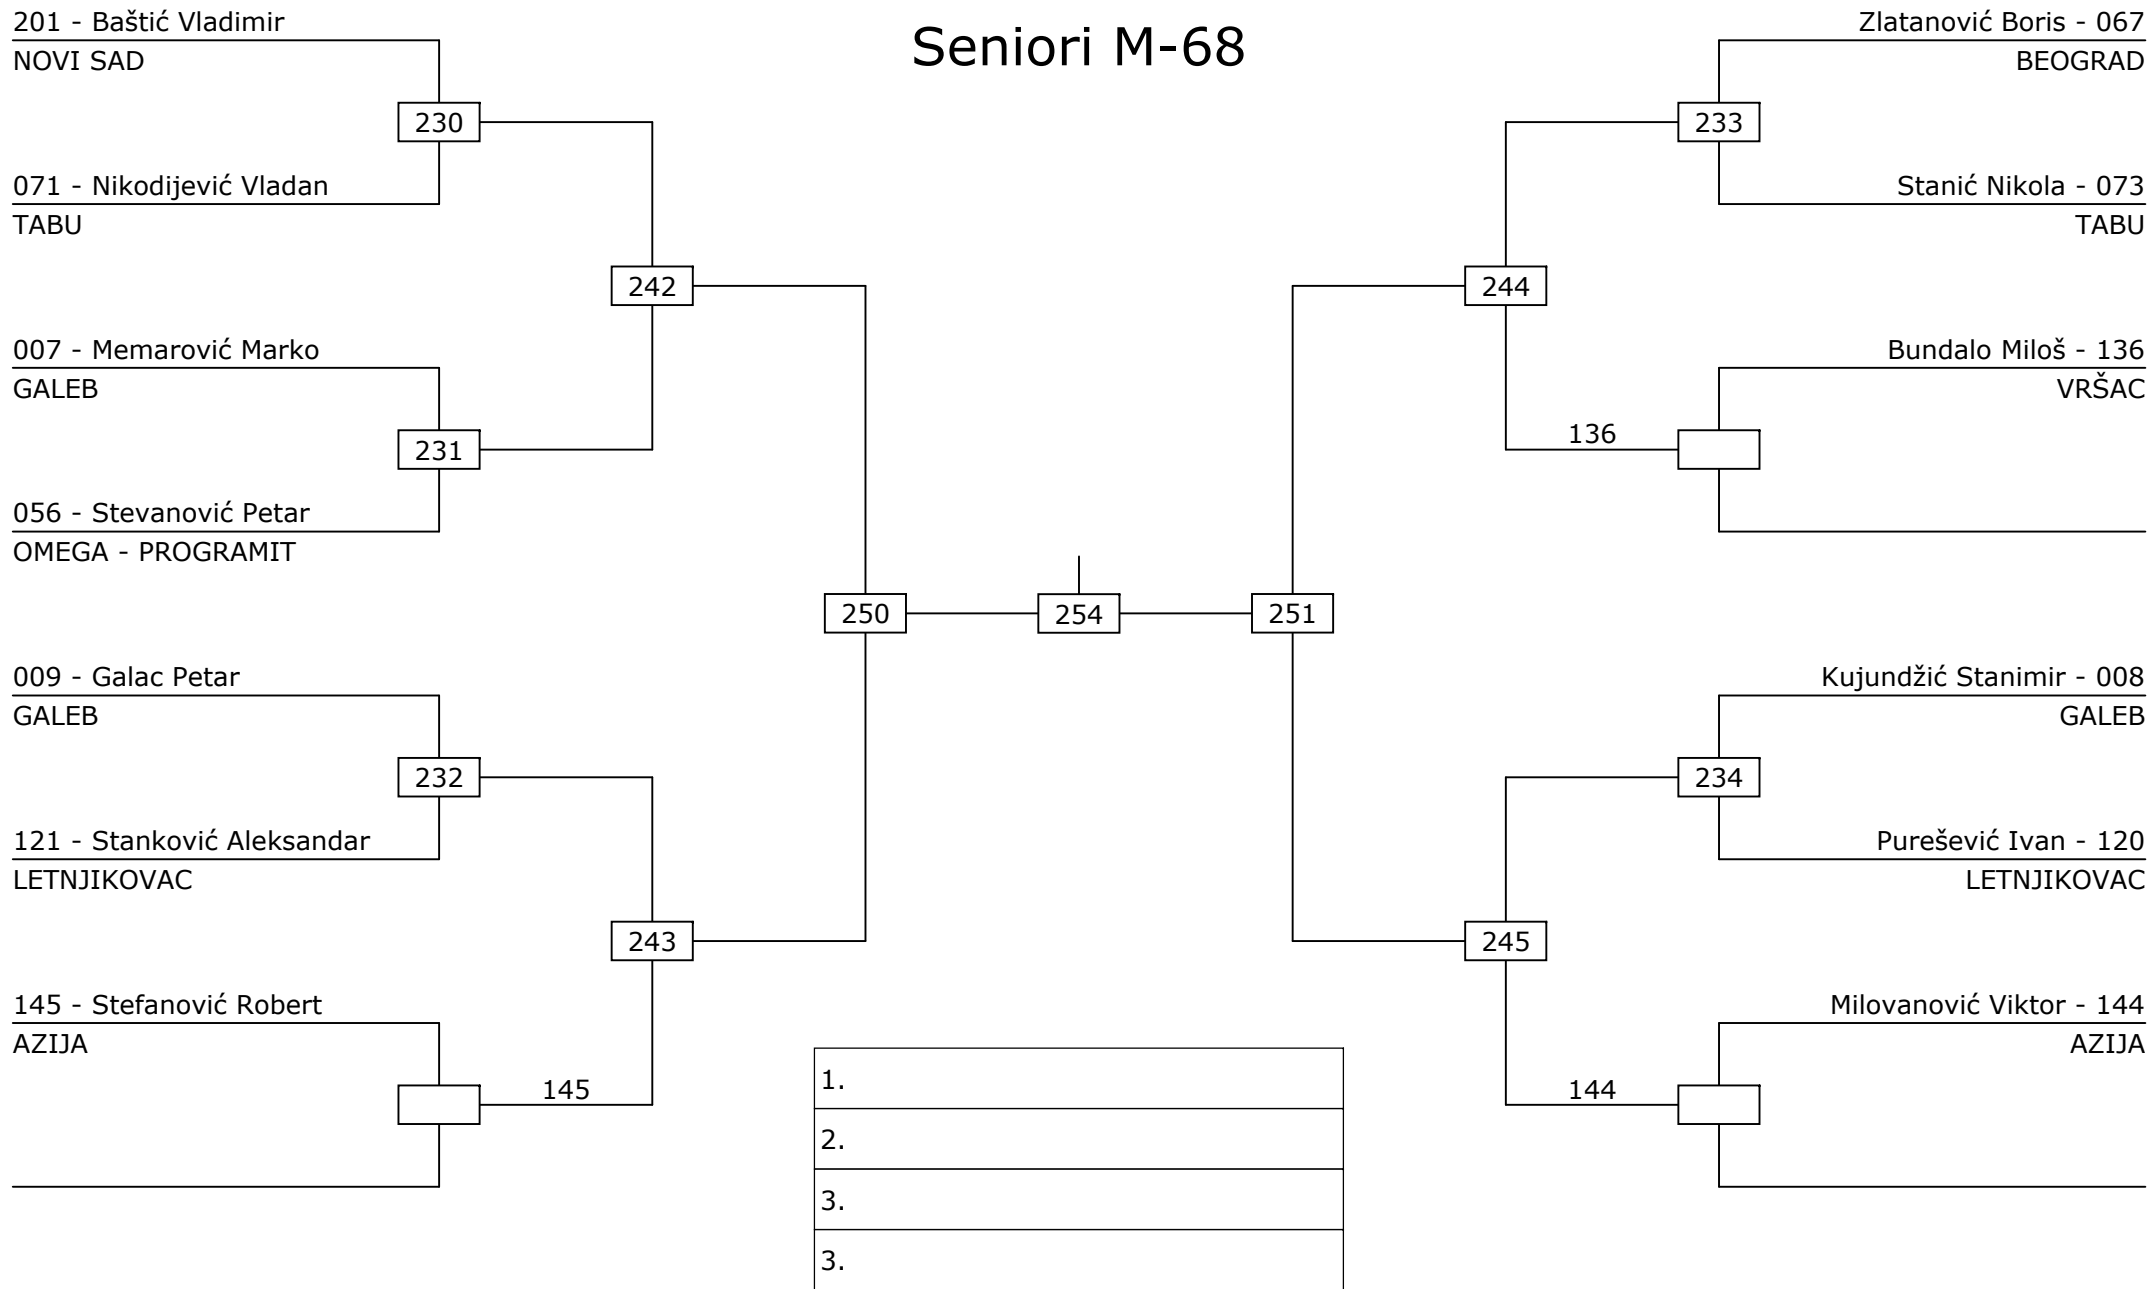 Seniori M-68
201 - Baštić Vladimir
NOVI SAD
230
071 - Nikodijević Vladan
TABU
242
007 - Memarović Marko
GALEB
231
056 - Stevanović Petar
OMEGA - PROGRAMIT
250
009 - Galac Petar
GALEB
232
121 - Stanković Aleksandar
LETNJIKOVAC
243
145 - Stefanović Robert
AZIJA
145
254
Zlatanović Boris - 067
BEOGRAD
233
Stanić Nikola - 073
TABU
244
Bundalo Miloš - 136
VRŠAC
136
251
Kujundžić Stanimir - 008
GALEB
234
Purešević Ivan - 120
LETNJIKOVAC
245
Milovanović Viktor - 144
AZIJA
144
1.
2.
3.
3.